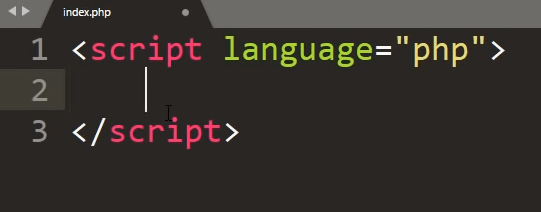 index.php
1 <script language="php">
2
3 </script>